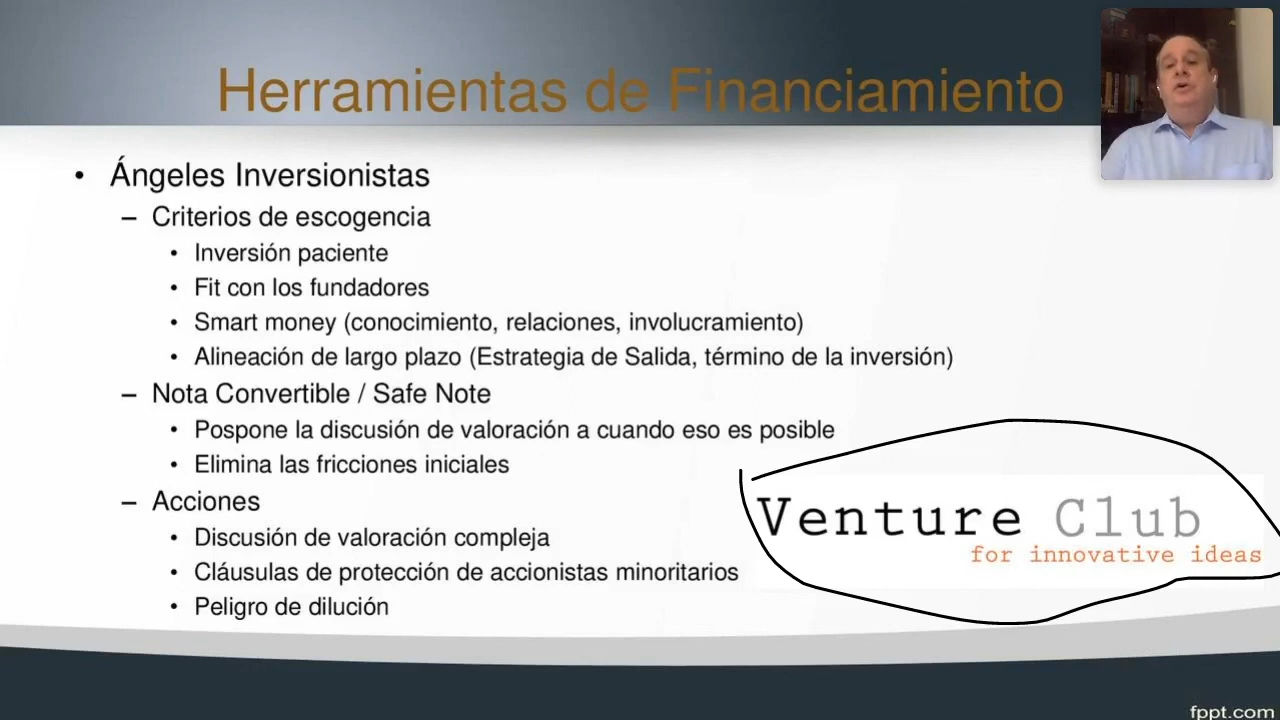 Herramientas de Financiamiento
• Ángeles Inversionistas
– Criterios de escogencia
• Inversión paciente
• Fit con los fundadores
• Smart money (conocimiento, relaciones, involucramiento)
• Alineación de largo plazo (Estrategia de Salida, término de la inversión)
– Nota Convertible / Safe Note
• Pospone la discusión de valoración a cuando eso es posible
• Elimina las fricciones iniciales
– Acciones
• Discusión de valoración compleja
• Cláusulas de protección de accionistas minoritarios
• Peligro de dilución
Venture Club
for innovative ideas
fppt.com